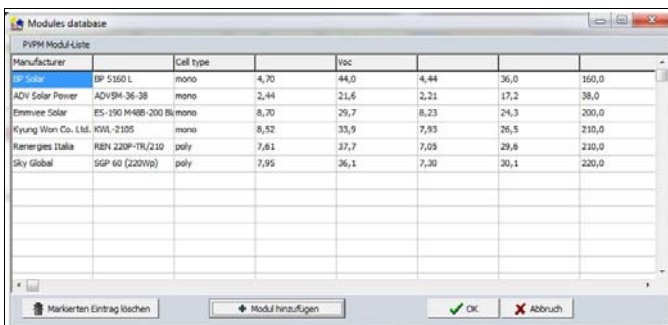 Modules database
PVPM Modul-Liste
Manufacturer Cell type Voc
BP Solar BP 5160 L mono 4,70 44,0 4,44 36,0 160,0
ADV Solar Power ADV5M-36-38 mono 2,44 21,6 2,21 17,2 38,0
Emmvee Solar ES-190 M48B-200 Bla mono 8,70 29,7 8,23 24,3 200,0
Kyung Won Co. Ltd. KWL-210S mono 8,52 33,9 7,93 26,5 210,0
Renergies Italia REN 220P-TR/210 poly 7,61 37,7 7,05 29,6 210,0
Sky Global SGP 60 (220Wp) poly 7,95 36,1 7,30 30,1 220,0
Markierten Eintrag löschen Modul hinzufügen OK Abbruch